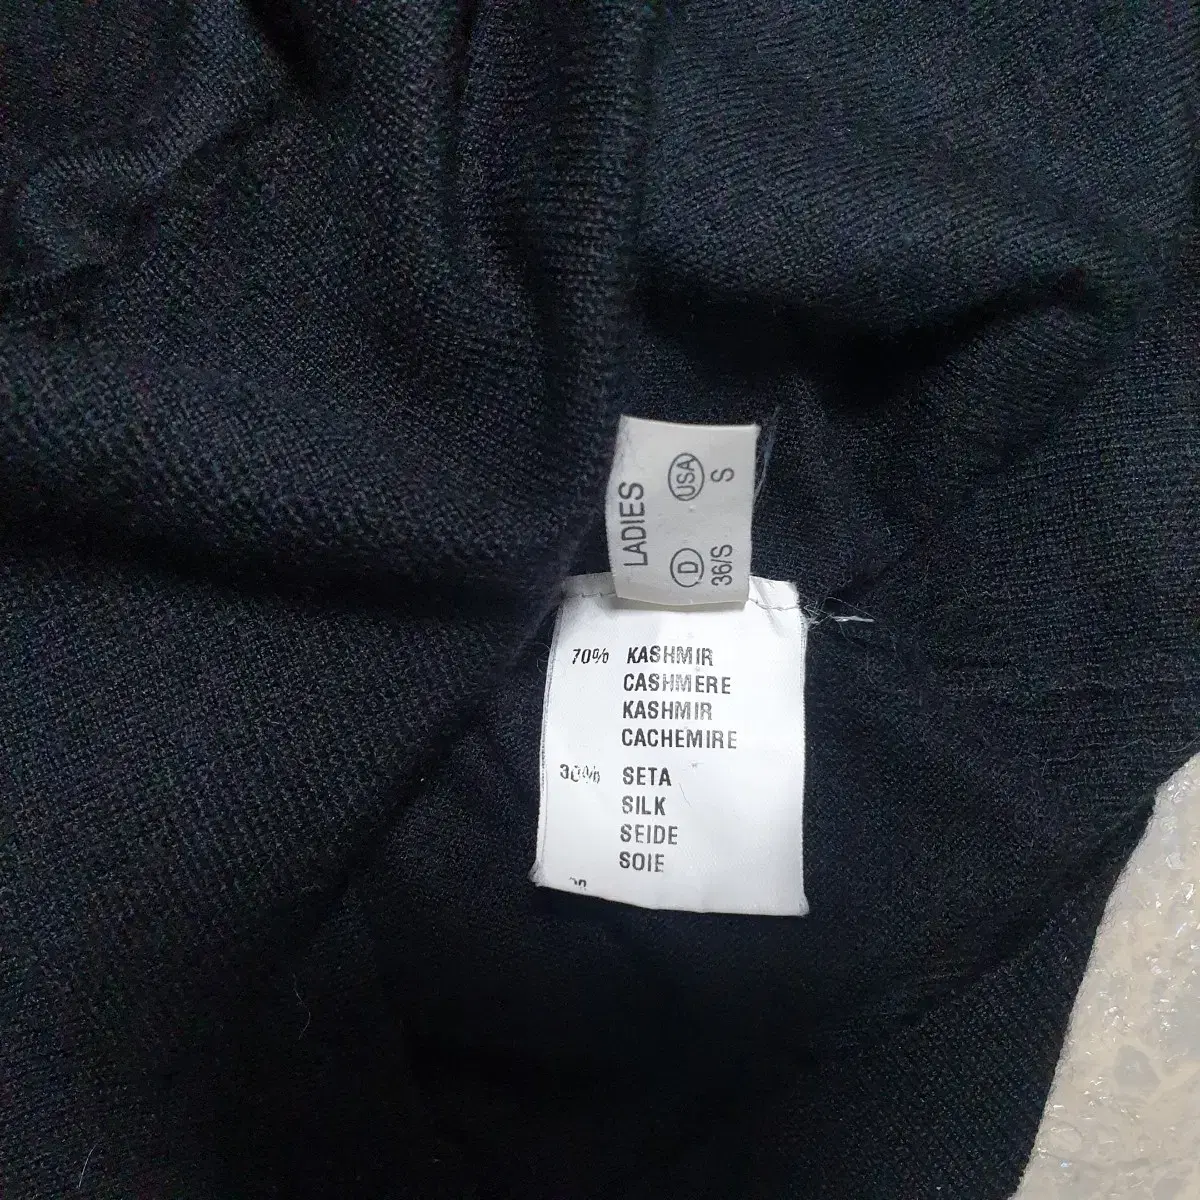 LADIES
D USA
36/S S
70% KASHMIR
CASHMERE
KASHMIR
CACHEMIRE
30% SETA
SILK
SEIDE
SOIE